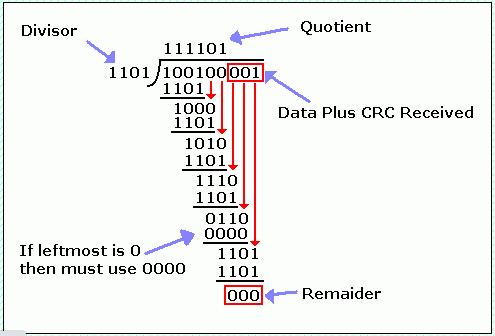 Divisor
Quotient
111101
1101
100100001
Data Plus CRC Received
1101
1000
1101
1010
1101
1110
1101
0110
0000
If leftmost is 0
then must use 0000
1101
1101
000
Remaider